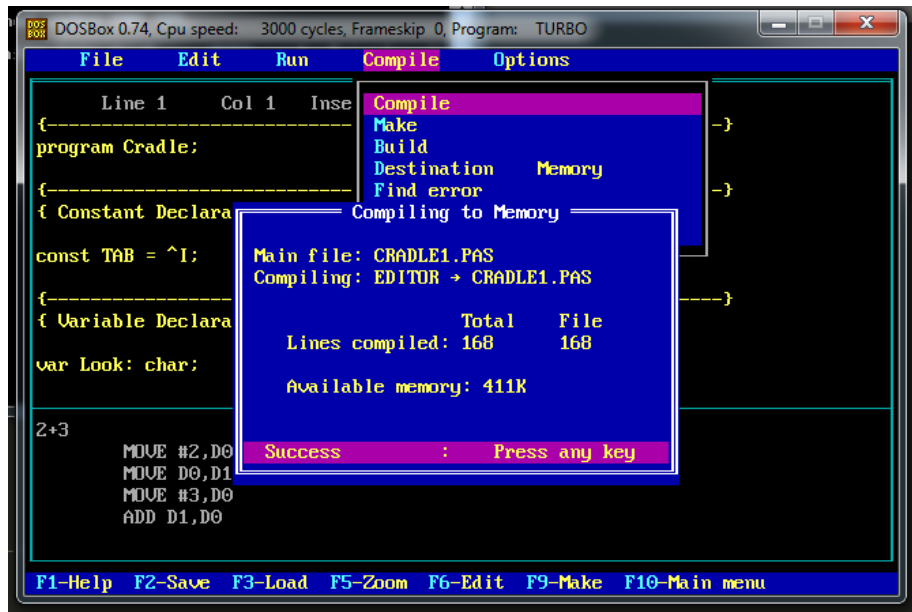 DOSBox 0.74, Cpu speed: 3000 cycles, Frameskip 0, Program: TURBO
File Edit Run Compile Options
Line 1 Col 1 Inse
Compile
Make
Build
Destination Memory
Find error
{---------------------------- -}
program Cradle;
{---------------------------- -}
{ Constant Declara
const TAB = ^I;
{----------------- ---}
{ Variable Declara
var Look: char;
Compiling to Memory
Main file: CRADLE1.PAS
Compiling: EDITOR → CRADLE1.PAS
Total File
Lines compiled: 168 168
Available memory: 411K
Success : Press any key
2+3
MOVE #2,D0
MOVE D0,D1
MOVE #3,D0
ADD D1,D0
F1-Help F2-Save F3-Load F5-Zoom F6-Edit F9-Make F10-Main menu